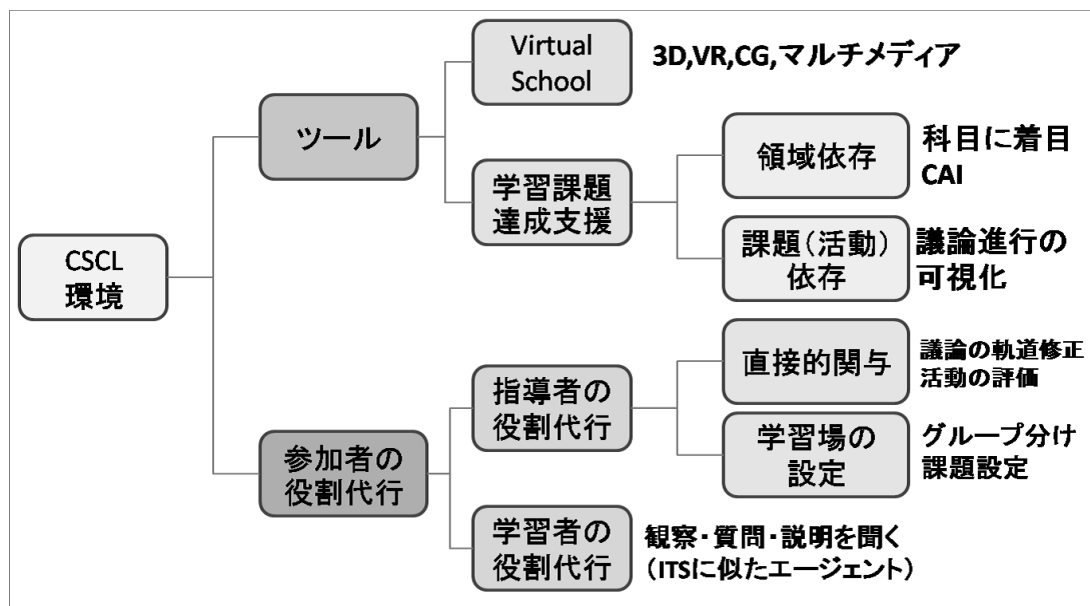 CSCL
環境
ツール
Virtual
School
3D,VR,CG,マルチメディア
学習課題
達成支援
領域依存
科目に着目
CAI
課題（活動）
依存
議論進行の
可視化
参加者の
役割代行
指導者の
役割代行
直接的関与
議論の軌道修正
活動の評価
学習場の
設定
グループ分け
課題設定
学習者の
役割代行
観察・質問・説明を聞く
（ITSに似たエージェント）